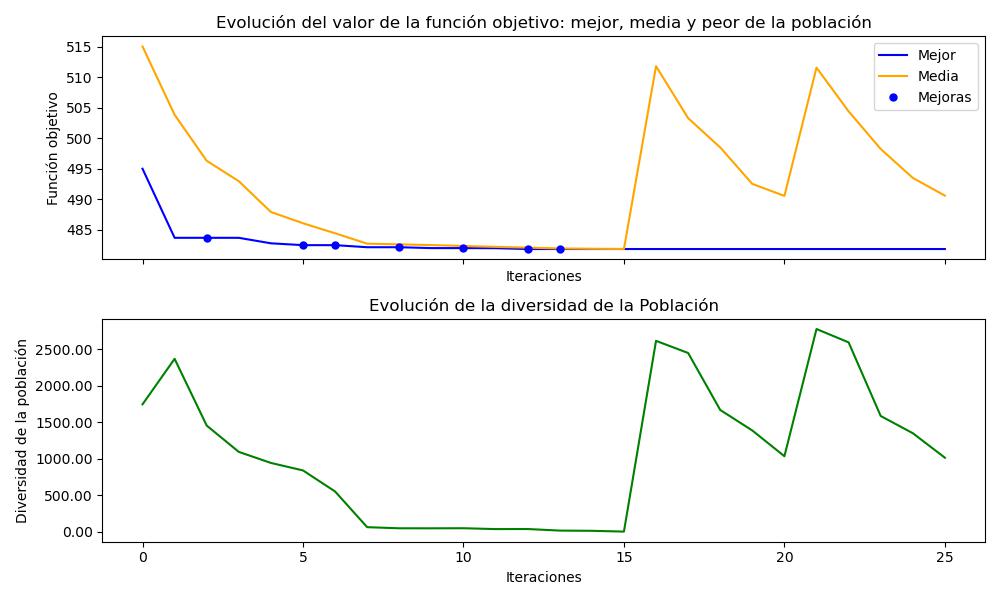 Evolución del valor de la función objetivo: mejor, media y peor de la población
Función objetivo
515
510
505
500
495
490
485
Mejor
Media
Mejoras
Iteraciones
Evolución de la diversidad de la Población
Diversidad de la población
2500.00
2000.00
1500.00
1000.00
500.00
0.00
0 5 10 15 20 25
Iteraciones